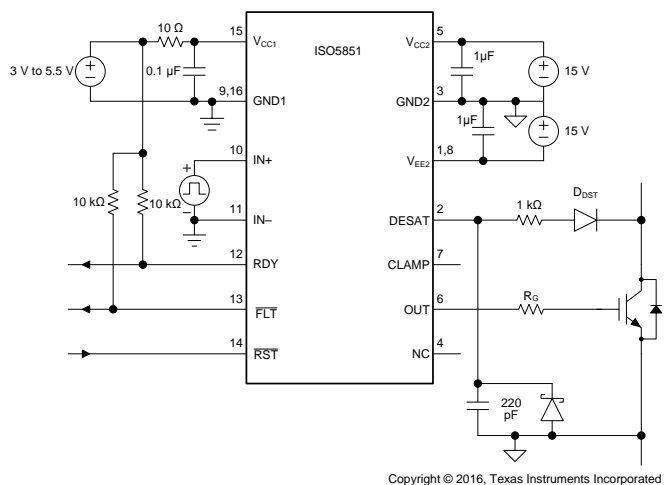 10 Ω
15
VCC1
ISO5851
VCC2
5
1µF
3 V to 5.5 V
0.1 µF
15 V
9,16
GND1
GND2
3
1µF
15 V
10
IN+
VEE2
1,8
10 kΩ
10 kΩ
11
IN–
DESAT
2
1 kΩ
DDST
12
RDY
CLAMP
7
13
FLT
OUT
6
RG
14
RST
NC
4
220
pF
Copyright © 2016, Texas Instruments Incorporated
+
–
+
–
+
–
+
–